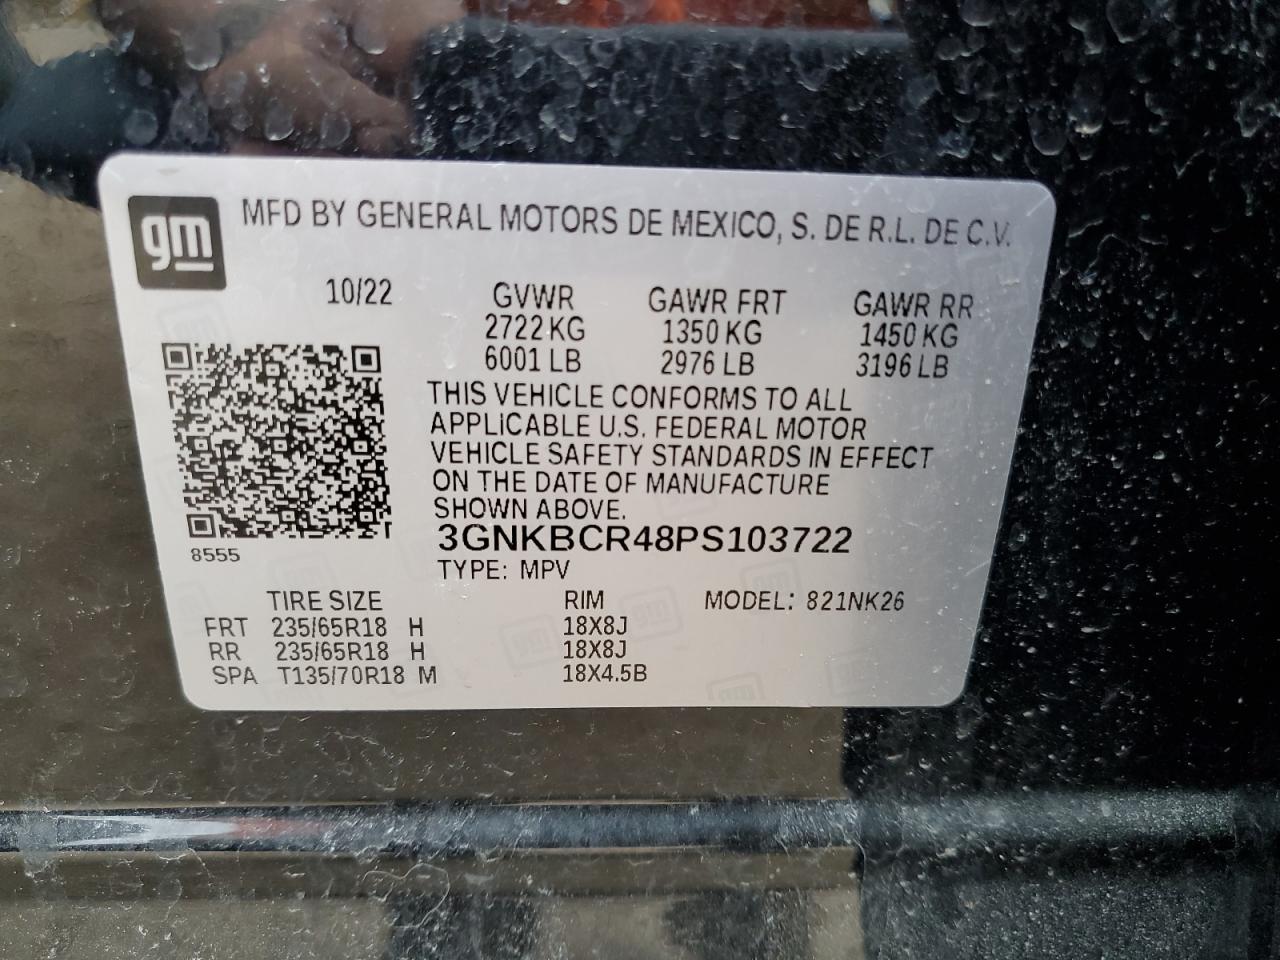 gm
MFD BY GENERAL MOTORS DE MEXICO, S. DE R.L. DE C.V.
10/22 GVWR GAWR FRT GAWR RR
2722 KG 1350 KG 1450 KG
6001 LB 2976 LB 3196 LB
THIS VEHICLE CONFORMS TO ALL
APPLICABLE U.S. FEDERAL MOTOR
VEHICLE SAFETY STANDARDS IN EFFECT
ON THE DATE OF MANUFACTURE
SHOWN ABOVE.
3GNKBCR48PS103722
8555
TYPE: MPV
TIRE SIZE RIM MODEL: 821NK26
FRT 235/65R18 H 18X8J
RR 235/65R18 H 18X8J
SPA T135/70R18 M 18X4.5B